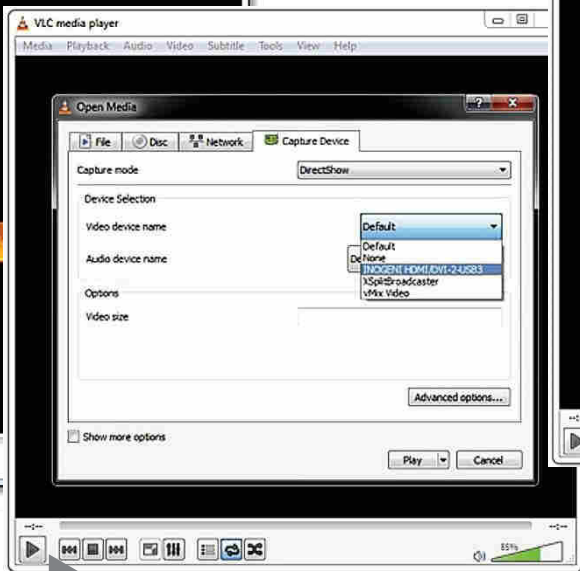 VLC media player
Media Playback Audio Video Subtitle Tools View Help
Open Media
File Disc Network Capture Device
Capture mode DirectShow
Device Selection
Video device name Default
Default
Audio device name De None
INOGENI HDMI/DVI-2-USB3
XSplitBroadcaster
Options vMix Video
Video size
Advanced options...
Show more options
Play Cancel
--:-- --:--
85%